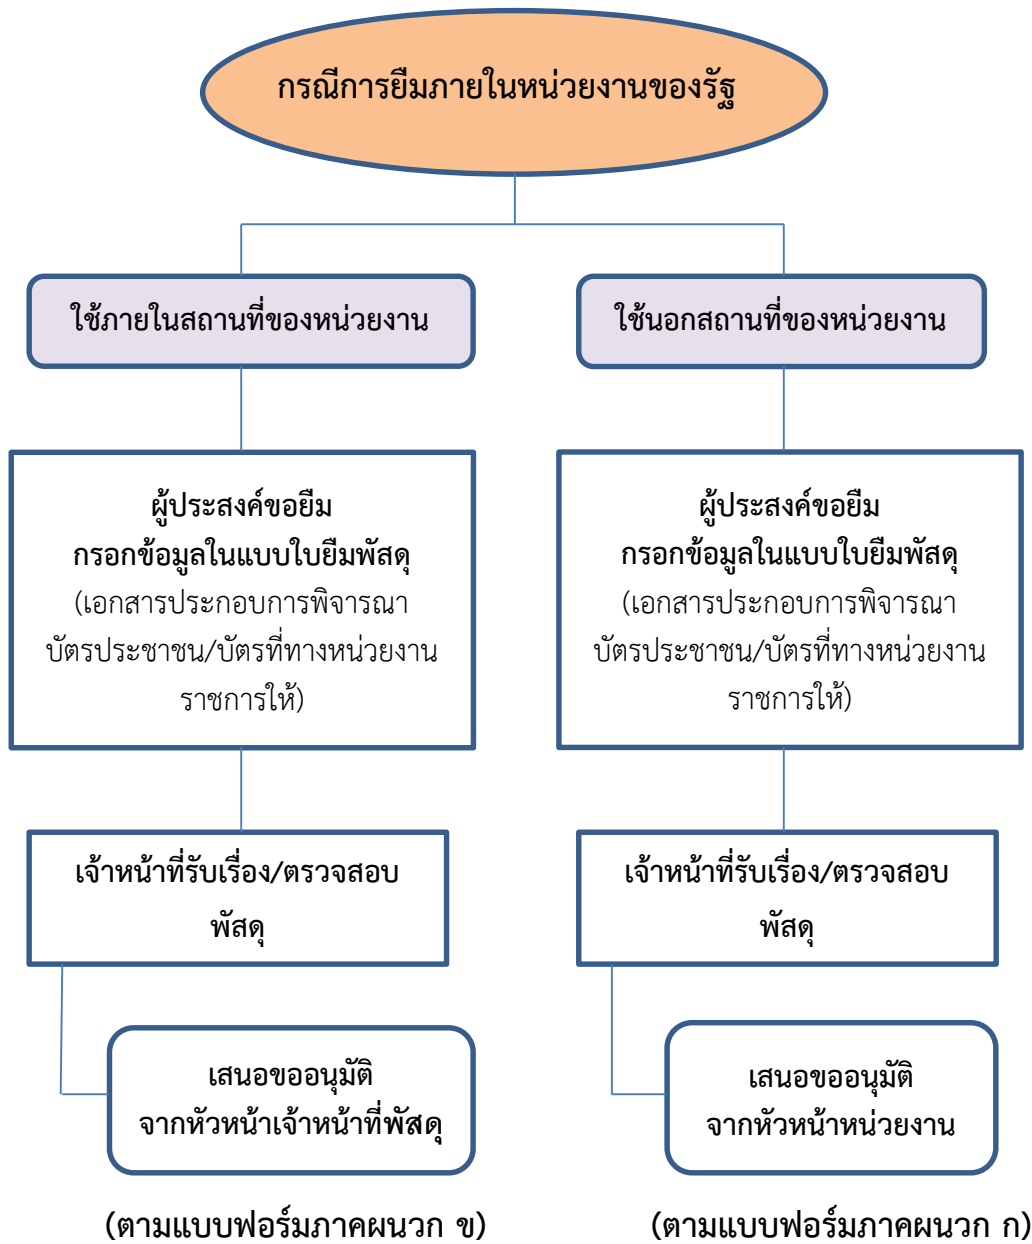 กรณีการยืมภายในหน่วยงานของรัฐ
ใช้ภายในสถานที่ของหน่วยงาน
ผู้ประสงค์ขอยืม
กรอกข้อมูลในแบบใบยืมพัสดุ
(เอกสารประกอบการพิจารณา
บัตรประชาชน/บัตรที่ทางหน่วยงาน
ราชการให้)
เจ้าหน้าที่รับเรื่อง/ตรวจสอบ
พัสดุ
เสนอขออนุมัติ
จากหัวหน้าเจ้าหน้าที่พัสดุ
(ตามแบบฟอร์มภาคผนวก ข)
ใช้นอกสถานที่ของหน่วยงาน
ผู้ประสงค์ขอยืม
กรอกข้อมูลในแบบใบยืมพัสดุ
(เอกสารประกอบการพิจารณา
บัตรประชาชน/บัตรที่ทางหน่วยงาน
ราชการให้)
เจ้าหน้าที่รับเรื่อง/ตรวจสอบ
พัสดุ
เสนอขออนุมัติ
จากหัวหน้าหน่วยงาน
(ตามแบบฟอร์มภาคผนวก ก)